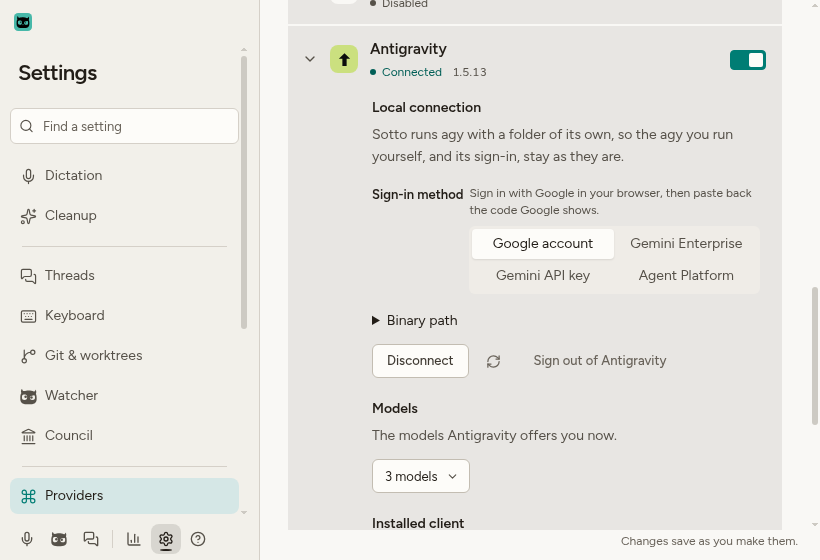 Settings
Find a setting
Dictation
Cleanup
Threads
Keyboard
Git & worktrees
Watcher
Council
Providers
Disabled
Antigravity
Connected 1.5.13
Local connection
Sotto runs agy with a folder of its own, so the agy you run
yourself, and its sign-in, stay as they are.
Sign-in method
Sign in with Google in your browser, then paste back
the code Google shows.
Google account
Gemini Enterprise
Gemini API key
Agent Platform
Binary path
Disconnect
Sign out of Antigravity
Models
The models Antigravity offers you now.
3 models
Installed client
Changes save as you make them.